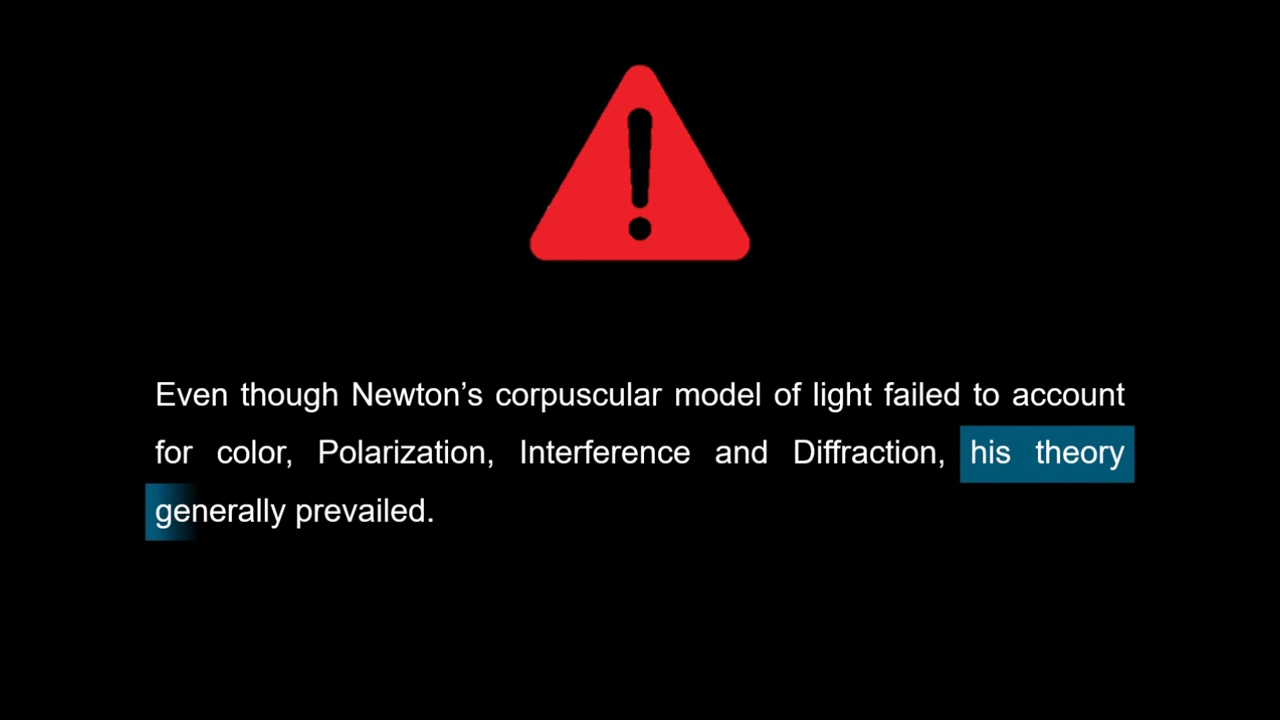 Even though Newton’s corpuscular model of light failed to account
for color, Polarization, Interference and Diffraction, his theory
generally prevailed.